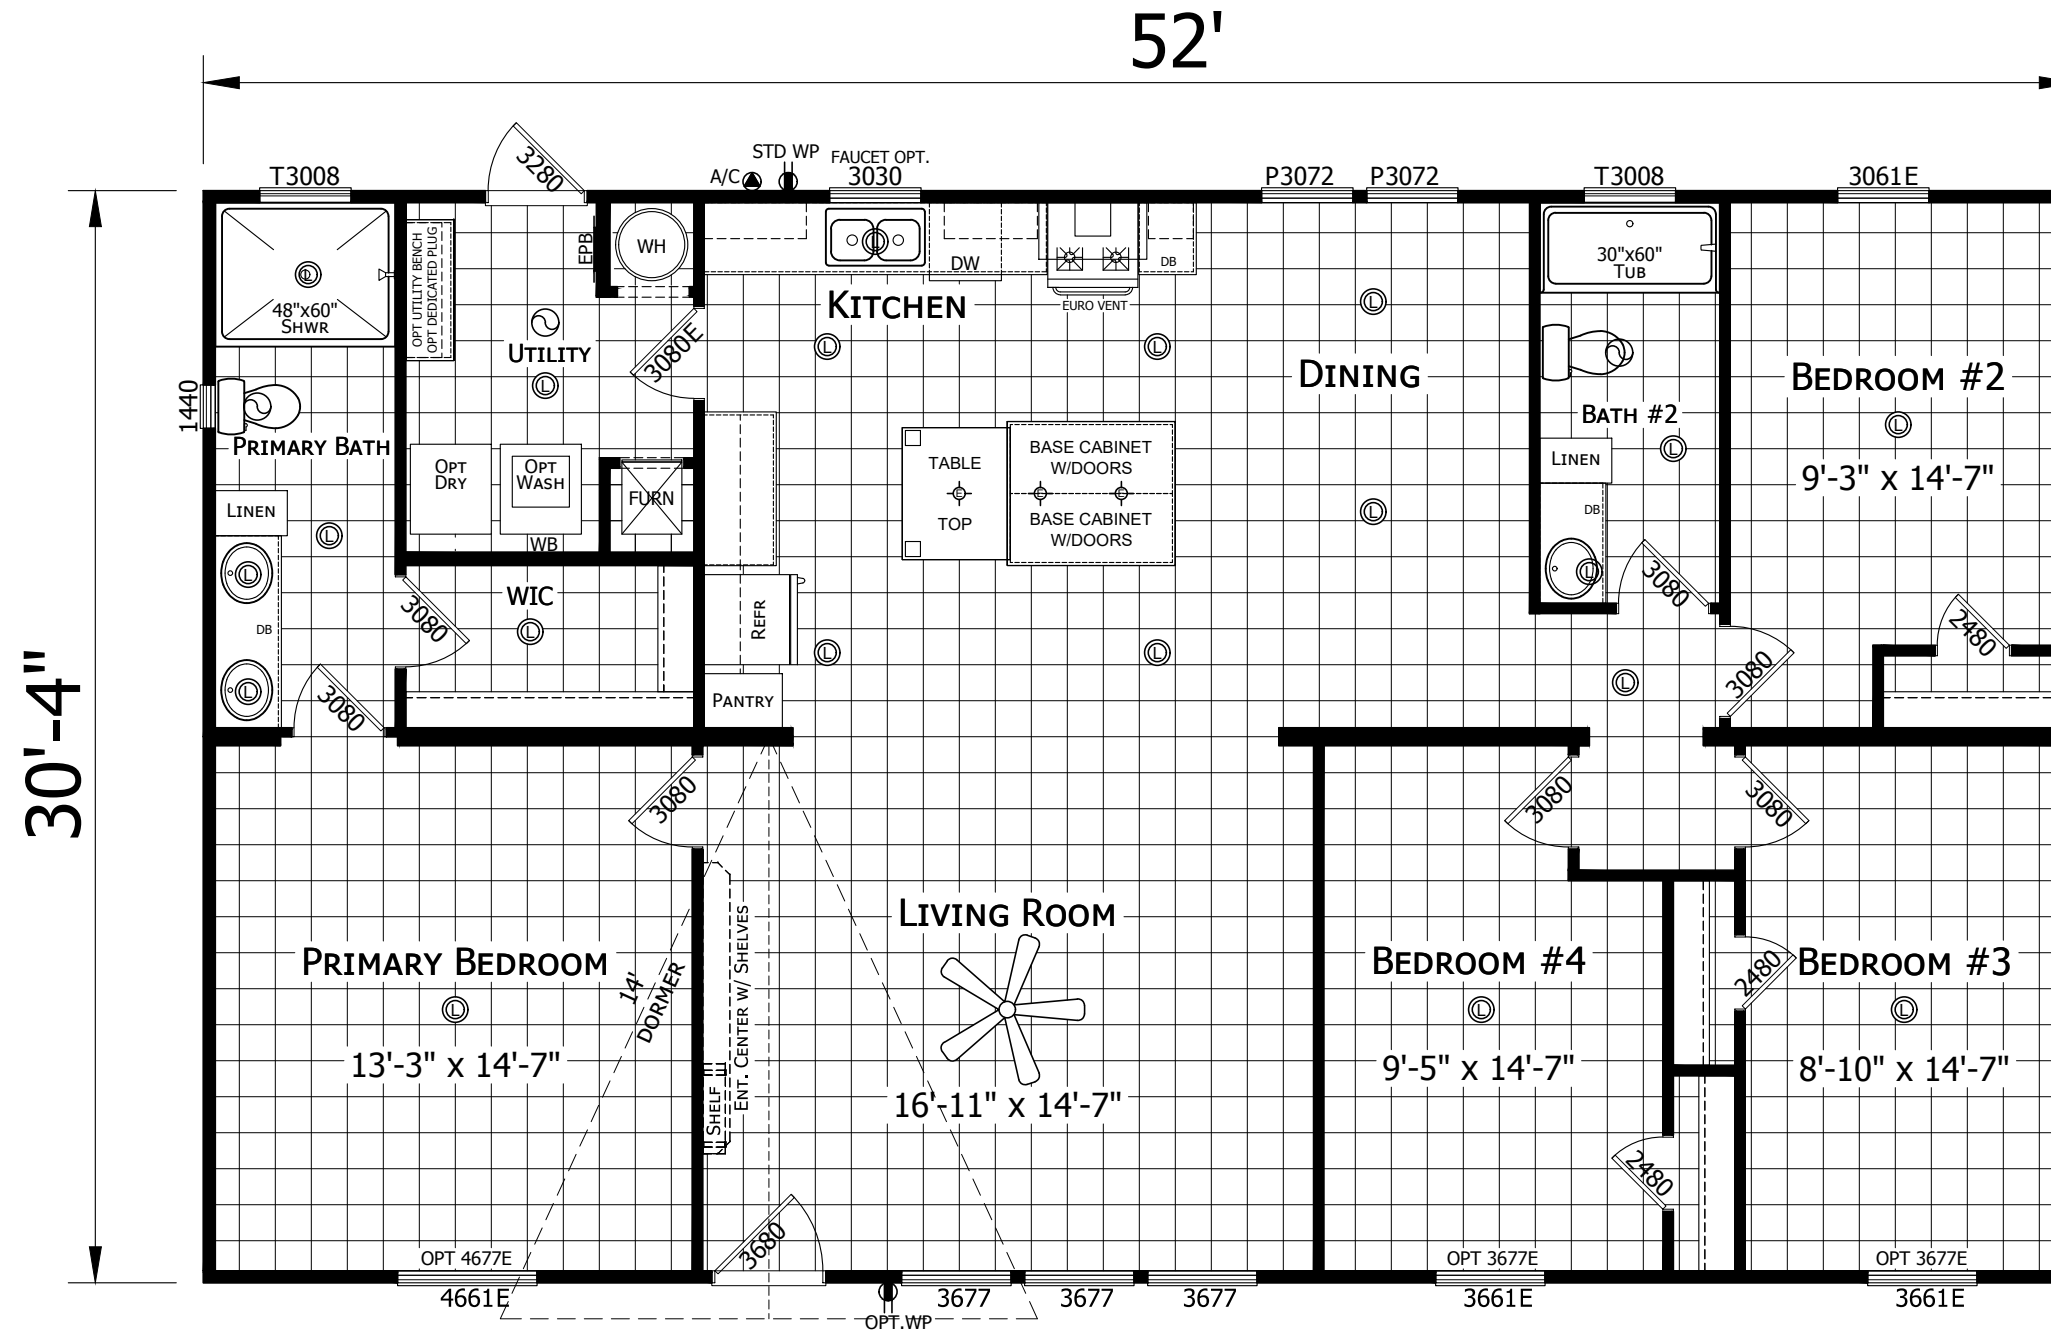 52'
30'-4"
T3008
3280
A/C
STD WP
FAUCET OPT.
3030
P3072
P3072
T3008
3061E
48"x60"
SHWR
OPT UTILITY BENCH
OPT DEDICATED PLUG
EPB
WH
DW
DB
EURO VENT
KITCHEN
30"x60"
TUB
UTILITY
3080E
DINING
BEDROOM #2
9'-3" x 14'-7"
1440
PRIMARY BATH
BATH #2
LINEN
DB
3080
OPT
DRY
OPT
WASH
WB
FURN
TABLE
TOP
BASE CABINET
W/DOORS
BASE CABINET
W/DOORS
LINEN
DB
3080
3080
WIC
REFR
PANTRY
3080
2480
3080
3080
3080
PRIMARY BEDROOM
13'-3" x 14'-7"
14'
DORMER
ENT. CENTER W/ SHELVES
SHELF
LIVING ROOM
16'-11" x 14'-7"
BEDROOM #4
9'-5" x 14'-7"
2480
BEDROOM #3
8'-10" x 14'-7"
2480
3680
OPT 4677E
4661E
OPT.WP
3677
3677
3677
OPT 3677E
3661E
OPT 3677E
3661E